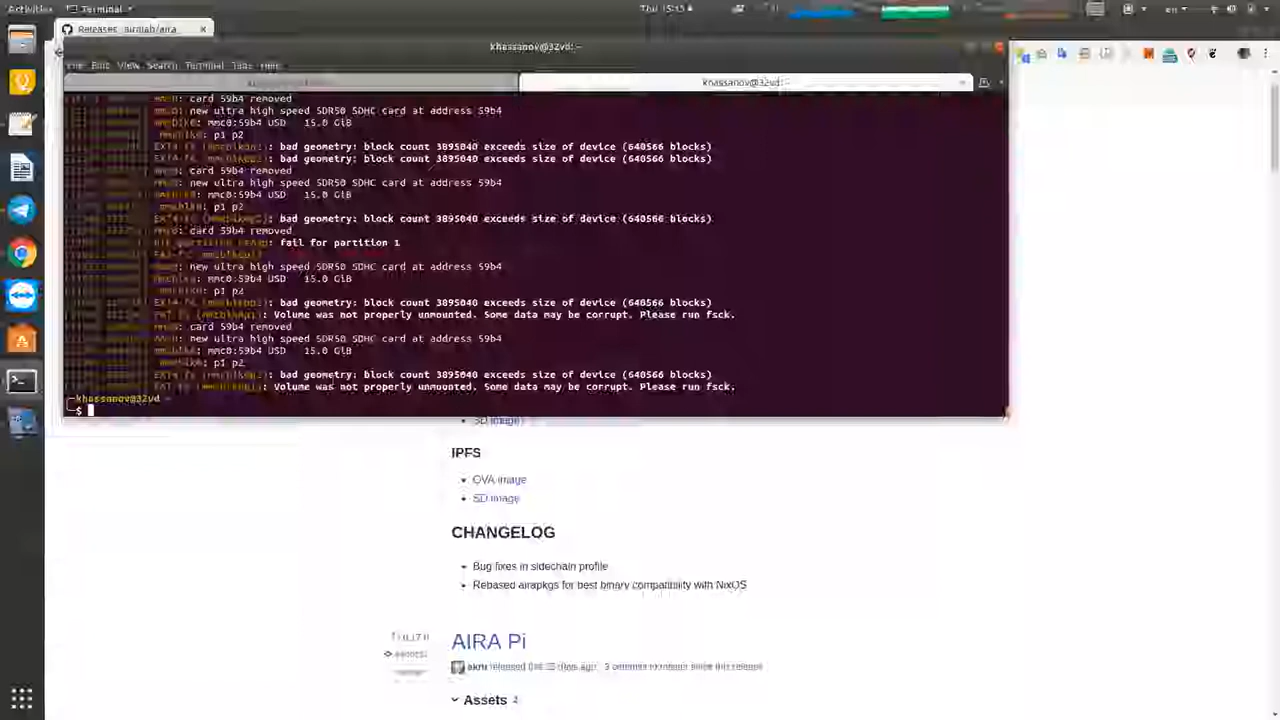 Activities
Terminal
Thu 15:15
en
Releases · airalab/aira
khassanov@32vd: ~
Edit View Search Terminal Tabs Help
khassanov@32vd: ~
card 59b4 removed
new ultra high speed SDR50 SDHC card at address 59b4
mmc0:59b4 USD 15.0 GiB
p1 p2
bad geometry: block count 3895040 exceeds size of device (640566 blocks)
bad geometry: block count 3895040 exceeds size of device (640566 blocks)
card 59b4 removed
new ultra high speed SDR50 SDHC card at address 59b4
mmc0:59b4 USD 15.0 GiB
p1 p2
bad geometry: block count 3895040 exceeds size of device (640566 blocks)
card 59b4 removed
fail for partition 1
new ultra high speed SDR50 SDHC card at address 59b4
mmc0:59b4 USD 15.0 GiB
p1 p2
bad geometry: block count 3895040 exceeds size of device (640566 blocks)
Volume was not properly unmounted. Some data may be corrupt. Please run fsck.
card 59b4 removed
new ultra high speed SDR50 SDHC card at address 59b4
mmc0:59b4 USD 15.0 GiB
p1 p2
bad geometry: block count 3895040 exceeds size of device (640566 blocks)
Volume was not properly unmounted. Some data may be corrupt. Please run fsck.
khassanov@32vd ~
$
SD image
IPFS
OVA image
SD image
CHANGELOG
Bug fixes in sidechain profile
Rebased airapkgs for best binary compatibility with NixOS
AIRA Pi
akru released this
days ago
since this release
Assets 2